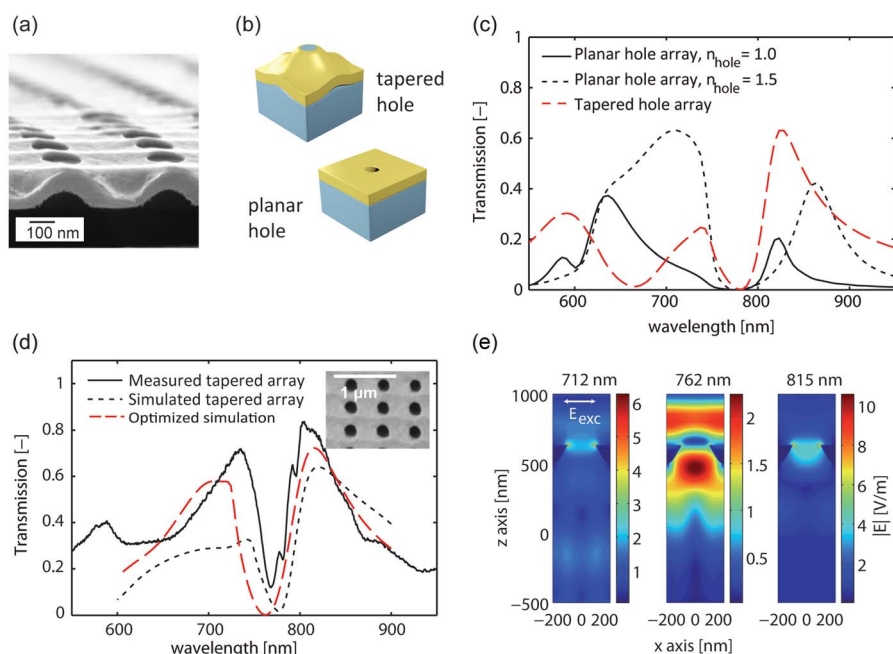 (a)
100 nm
(b)
tapered
hole
planar
hole
(c)
1
0.8
0.6
0.4
0.2
0
Transmission [–]
Planar hole array, nhole = 1.0
Planar hole array, nhole = 1.5
Tapered hole array
600 700 800 900
wavelength [nm]
(d)
1
0.8
0.6
0.4
0.2
0
Transmission [–]
Measured tapered array
Simulated tapered array
Optimized simulation
1 μm
600 700 800 900
wavelength [nm]
(e)
712 nm 762 nm 815 nm
Eexc
1000
500
0
−500
z axis [nm]
6
5
4
3
2
1
2
1.5
1
0.5
10
8
6
4
2
|E| [V/m]
−200 0 200 −200 0 200 −200 0 200
x axis [nm]